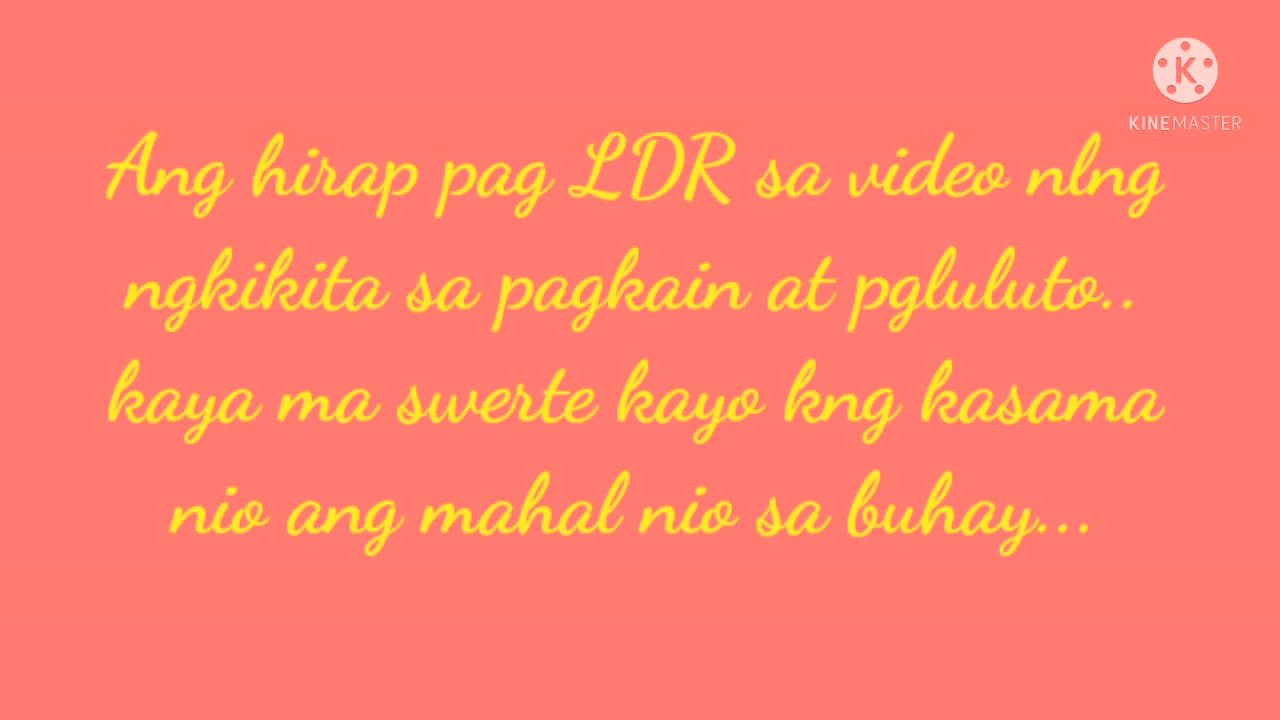 K
KINEMASTER
Ang hirap pag LDR sa video nlng
ngkikita sa pagkain at pgluluto..
kaya ma swerte kayo kng kasama
nio ang mahal nio sa buhay...